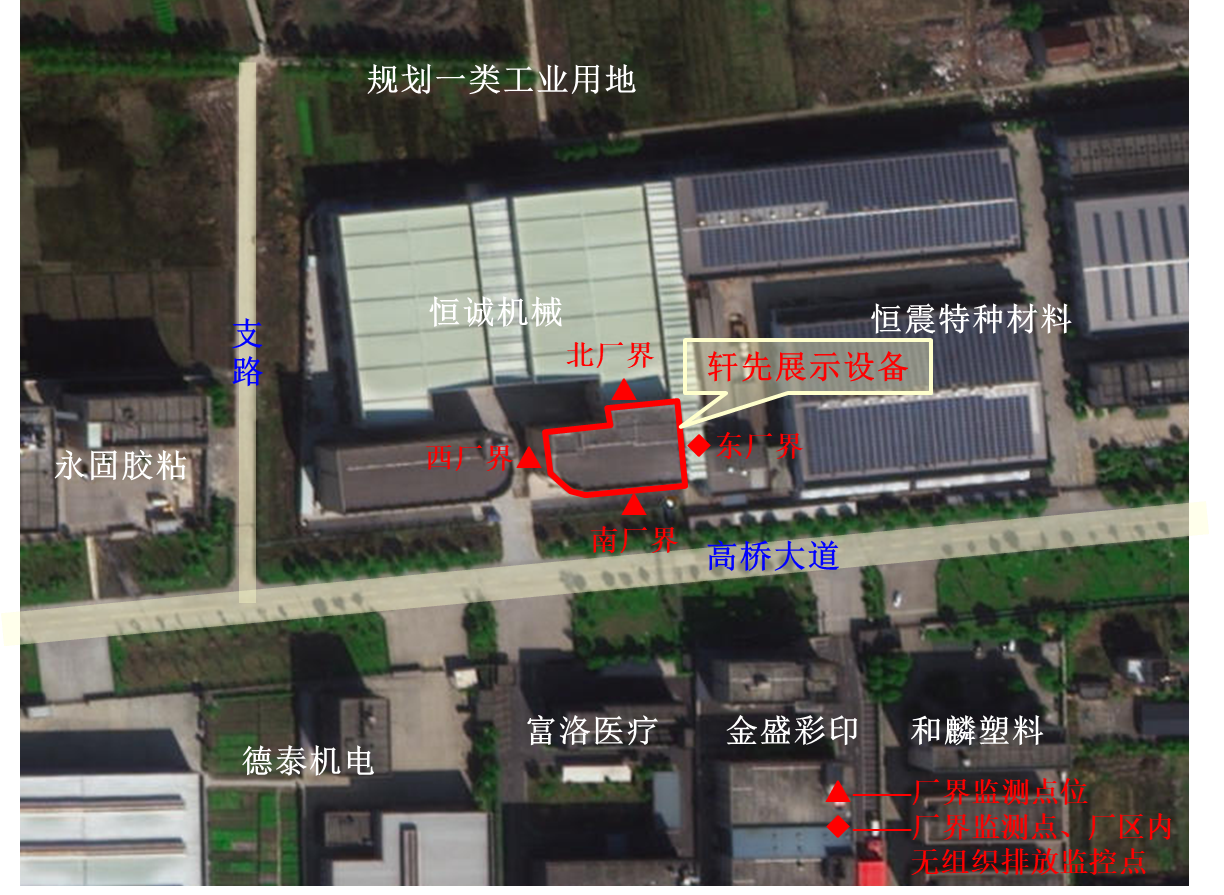 规划一类工业用地
恒诚机械
恒震特种材料
支
路
北厂界
轩先展示设备
西厂界
东厂界
永固胶粘
南厂界
高桥大道
富洛医疗
金盛彩印
和麟塑料
德泰机电
厂界监测点位
厂界监测点、厂区内
无组织排放监控点